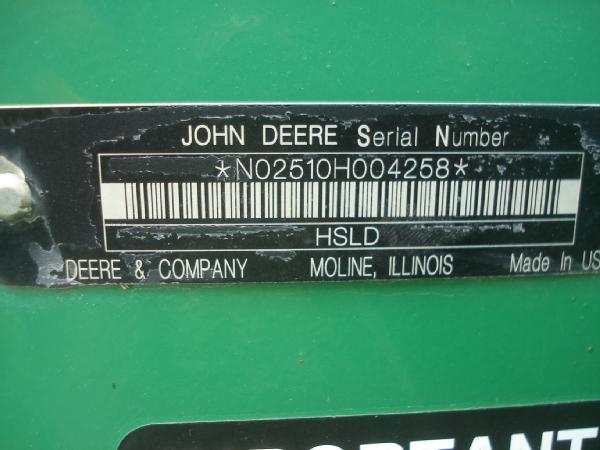 JOHN DEERE Serial Number
*N02510H004258*
HSLD
DEERE & COMPANY MOLINE, ILLINOIS Made In US